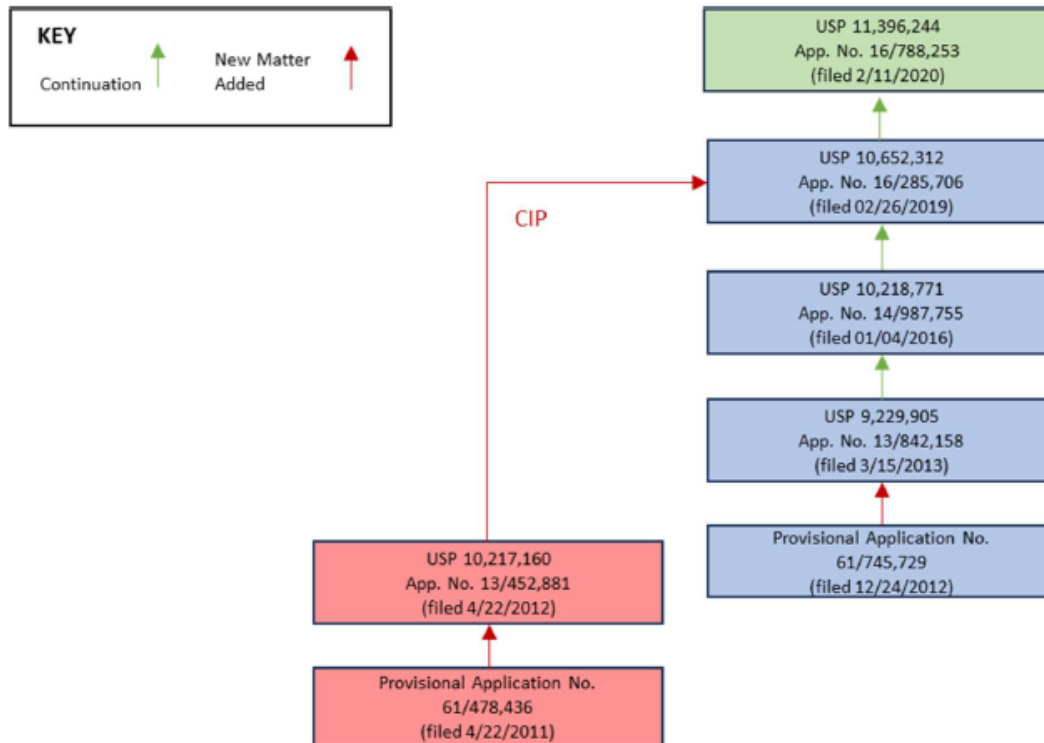 KEY
Continuation
New Matter
Added
USP 11,396,244
App. No. 16/788,253
(filed 2/11/2020)
USP 10,652,312
App. No. 16/285,706
(filed 02/26/2019)
CIP
USP 10,218,771
App. No. 14/987,755
(filed 01/04/2016)
USP 9,229,905
App. No. 13/842,158
(filed 3/15/2013)
Provisional Application No.
61/745,729
(filed 12/24/2012)
USP 10,217,160
App. No. 13/452,881
(filed 4/22/2012)
Provisional Application No.
61/478,436
(filed 4/22/2011)